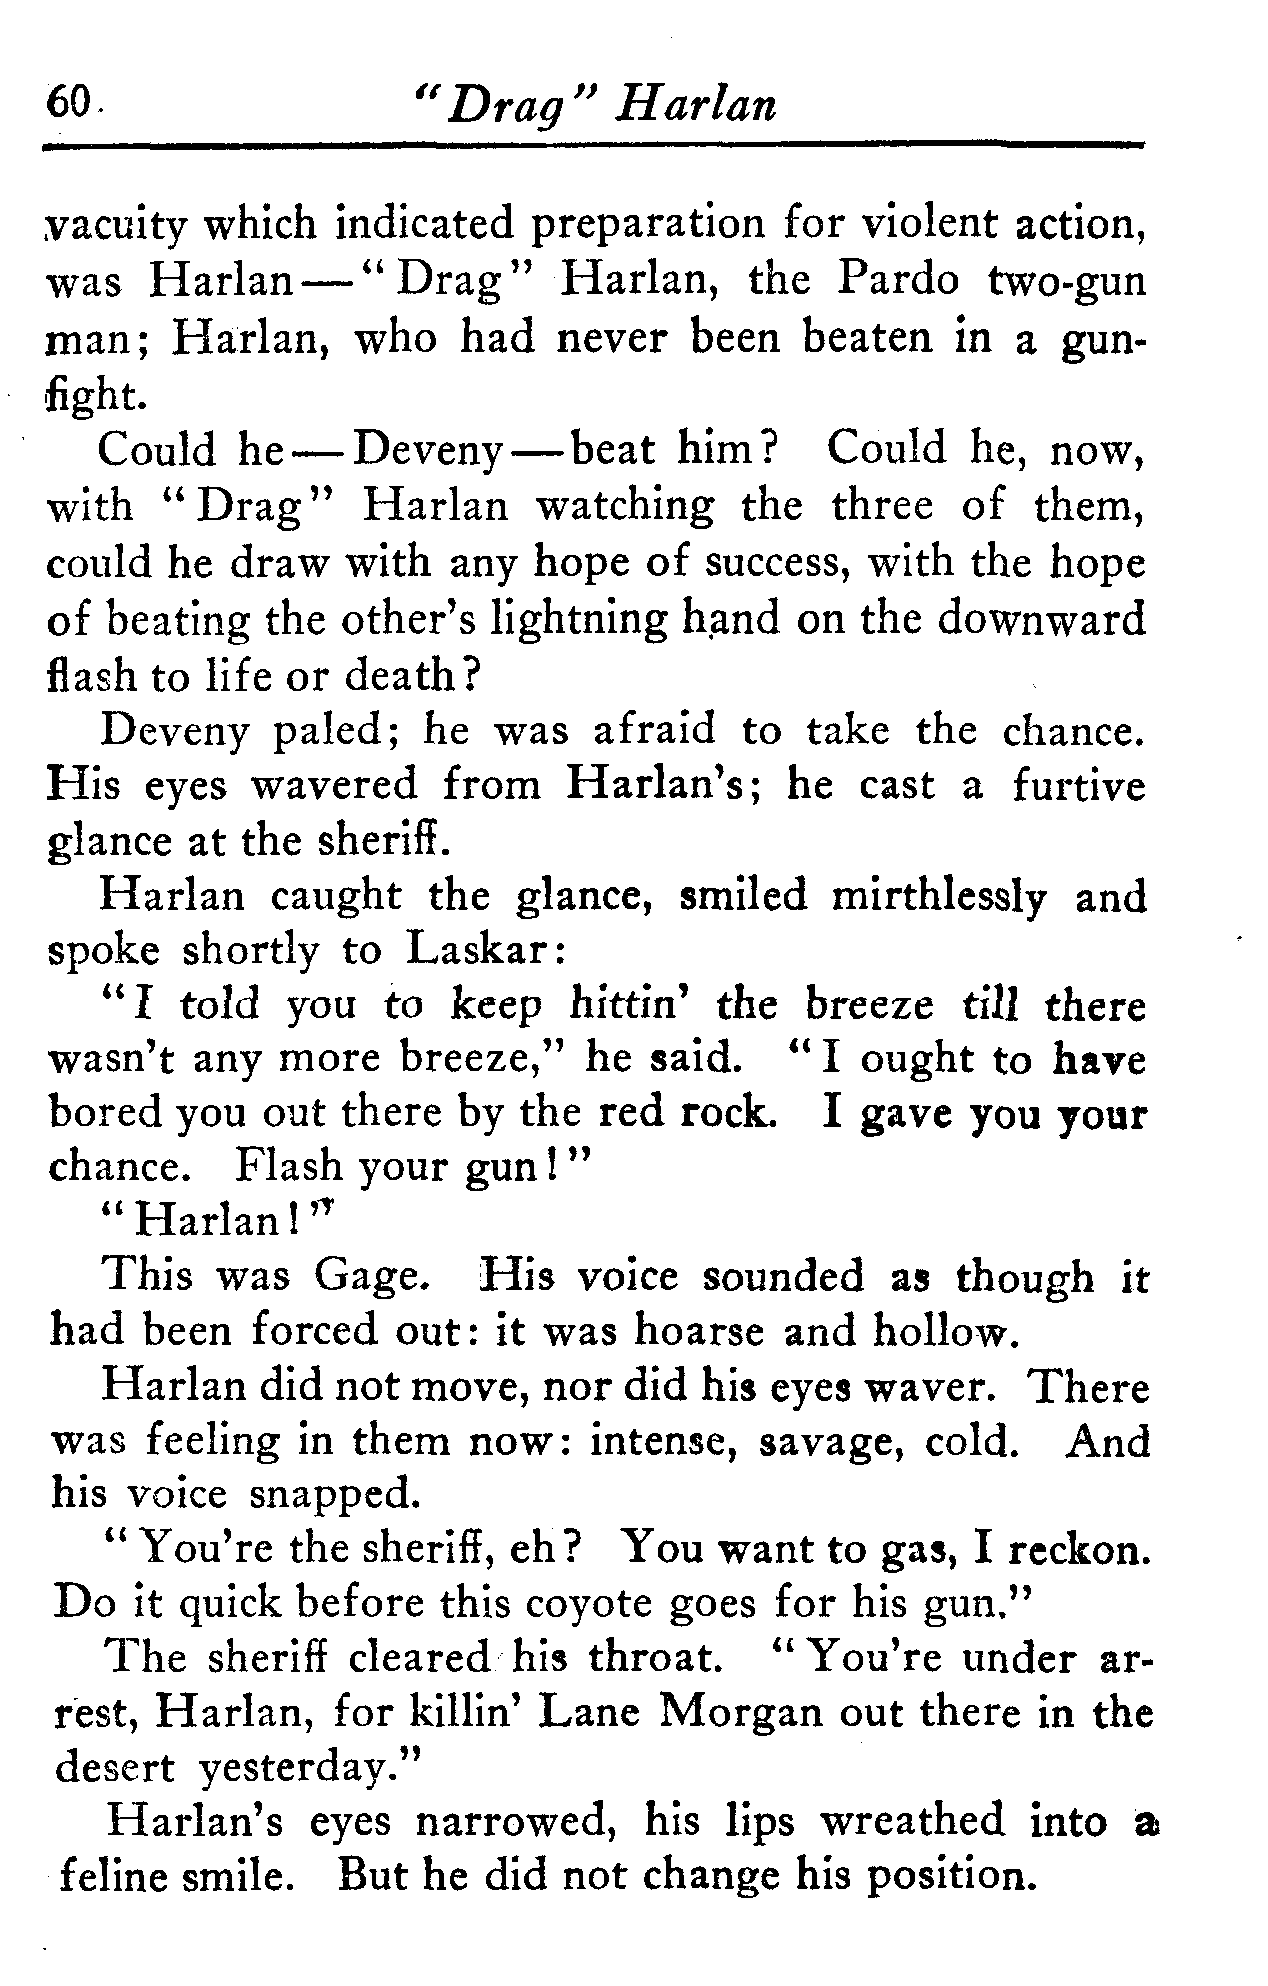 60. "Drag" Harlan
vacuity which indicated preparation for violent action,
was Harlan—"Drag" Harlan, the Pardo two-gun
man; Harlan, who had never been beaten in a gun-
fight.
Could he—Deveny—beat him? Could he, now,
with "Drag" Harlan watching the three of them,
could he draw with any hope of success, with the hope
of beating the other's lightning hand on the downward
flash to life or death?
Deveny paled; he was afraid to take the chance.
His eyes wavered from Harlan's; he cast a furtive
glance at the sheriff.
Harlan caught the glance, smiled mirthlessly and
spoke shortly to Laskar:
"I told you to keep hittin' the breeze till there
wasn't any more breeze," he said. "I ought to have
bored you out there by the red rock. I gave you your
chance. Flash your gun!"
"Harlan!"
This was Gage. His voice sounded as though it
had been forced out: it was hoarse and hollow.
Harlan did not move, nor did his eyes waver. There
was feeling in them now: intense, savage, cold. And
his voice snapped.
"You're the sheriff, eh? You want to gas, I reckon.
Do it quick before this coyote goes for his gun."
The sheriff cleared his throat. "You're under ar-
rest, Harlan, for killin' Lane Morgan out there in the
desert yesterday."
Harlan's eyes narrowed, his lips wreathed into a
feline smile. But he did not change his position.